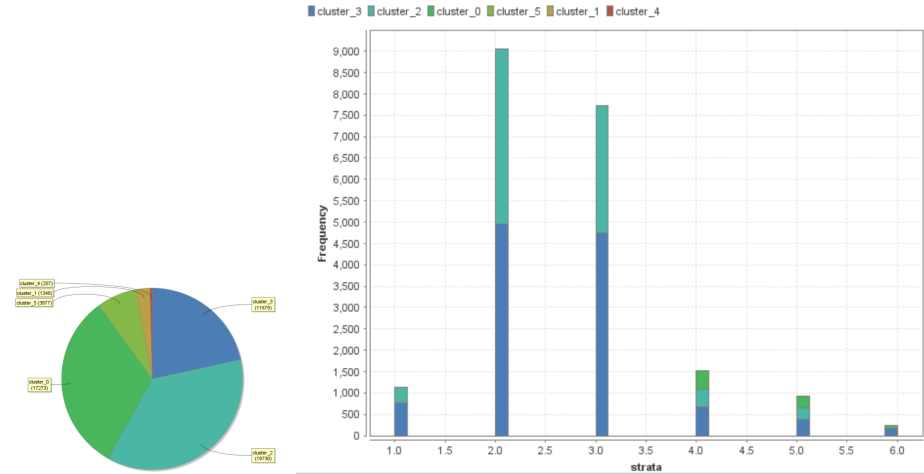 cluster_3 cluster_2 cluster_0 cluster_5 cluster_1 cluster_4
9,000
8,500
8,000
7,500
7,000
6,500
6,000
5,500
5,000
4,500
4,000
3,500
3,000
2,500
2,000
1,500
1,000
500
0
Frequency
1.0 1.5 2.0 2.5 3.0 3.5 4.0 4.5 5.0 5.5 6.0
strata
cluster_4 (207)
cluster_1 (1348)
cluster_5 (3877)
cluster_3
(11879)
cluster_0
(17273)
cluster_2
(19730)